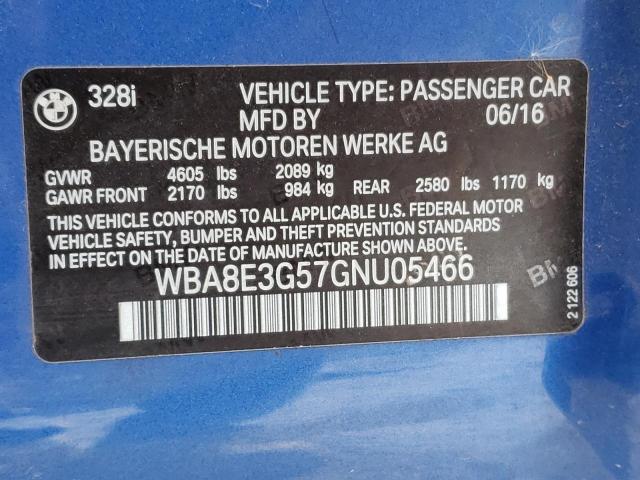 328i VEHICLE TYPE: PASSENGER CAR
MFD BY 06/16
BAYERISCHE MOTOREN WERKE AG
GVWR 4605 lbs 2089 kg
GAWR FRONT 2170 lbs 984 kg REAR 2580 lbs 1170 kg
THIS VEHICLE CONFORMS TO ALL APPLICABLE U.S. FEDERAL MOTOR
VEHICLE SAFETY, BUMPER AND THEFT PREVENTION STANDARDS IN EFFECT ON THE
DATE OF MANUFACTURE SHOWN ABOVE.
WBA8E3G57GNU05466
2 122 606